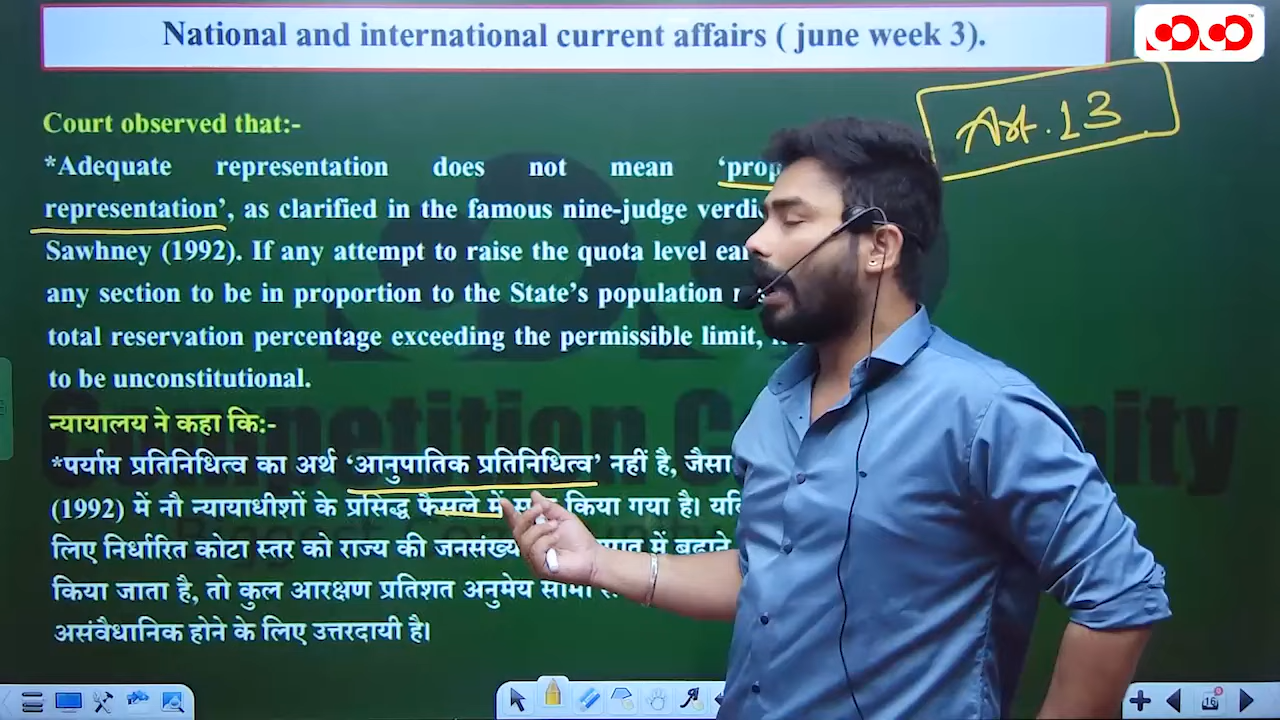 National and international current affairs ( june week 3).
Art. 13
Court observed that:-
*Adequate representation does not mean ‘prop
representation’, as clarified in the famous nine-judge
Sawhney (1992). If any attempt to raise the quota level
any section to be in proportion to the State’s population
total reservation percentage exceeding the permissible limit,
to be unconstitutional.
न्यायालय ने कहा कि:-
*पर्याप्त प्रतिनिधित्व का अर्थ ‘आनुपातिक प्रतिनिधित्व’ नहीं है, जैसा
(1992) में नौ न्यायाधीशों के प्रसिद्ध फैसले में किया गया है। यदि
लिए निर्धारित कोटा स्तर को राज्य की में बढ़ाने
किया जाता है, तो कुल आरक्षण प्रतिशत अनुमेय सीमा
असंवैधानिक होने के लिए उत्तरदायी है।
16